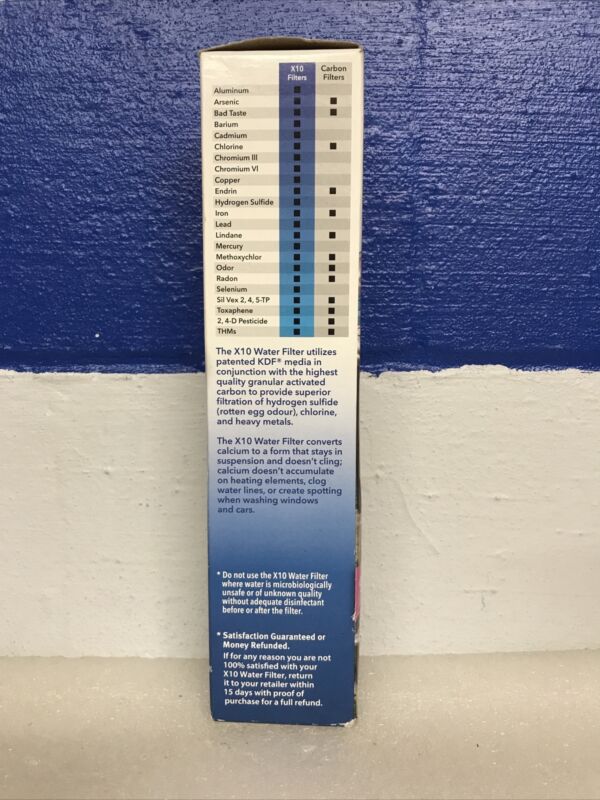 X10 Carbon
Filters Filters
Aluminum ■
Arsenic ■ ■
Bad Taste ■ ■
Barium ■
Cadmium ■
Chlorine ■ ■
Chromium III ■
Chromium VI ■
Copper ■
Endrin ■ ■
Hydrogen Sulfide ■
Iron ■ ■
Lead ■
Lindane ■ ■
Mercury ■
Methoxychlor ■ ■
Odor ■ ■
Radon ■ ■
Selenium ■
Sil Vex 2, 4, 5-TP ■ ■
Toxaphene ■ ■
2, 4-D Pesticide ■ ■
THMs ■ ■
The X10 Water Filter utilizes
patented KDF® media in
conjunction with the highest
quality granular activated
carbon to provide superior
filtration of hydrogen sulfide
(rotten egg odour), chlorine,
and heavy metals.
The X10 Water Filter converts
calcium to a form that stays in
suspension and doesn't cling;
calcium doesn't accumulate
on heating elements, clog
water lines, or create spotting
when washing windows
and cars.
* Do not use the X10 Water Filter
where water is microbiologically
unsafe or of unknown quality
without adequate disinfectant
before or after the filter.
* Satisfaction Guaranteed or
Money Refunded.
If for any reason you are not
100% satisfied with your
X10 Water Filter, return
it to your retailer within
15 days with proof of
purchase for a full refund.